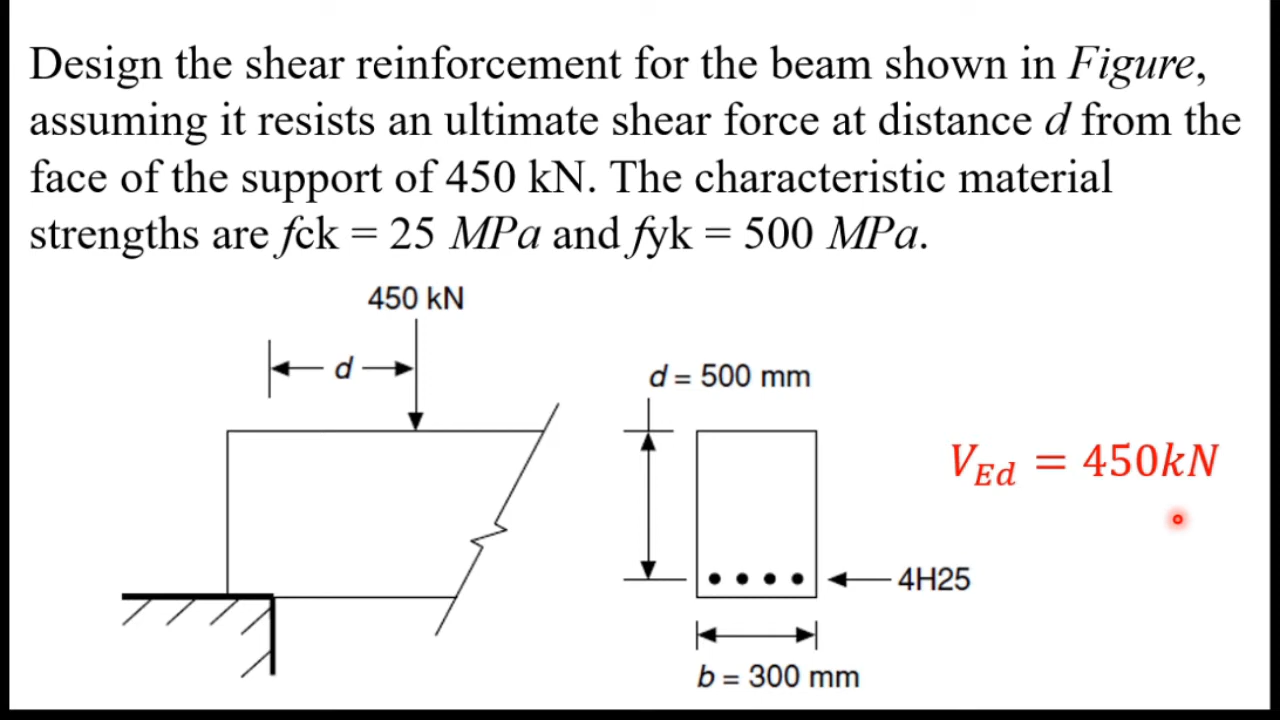 Design the shear reinforcement for the beam shown in Figure,
assuming it resists an ultimate shear force at distance d from the
face of the support of 450 kN. The characteristic material
strengths are fck = 25 MPa and fyk = 500 MPa.
450 kN
d
d = 500 mm
V_Ed = 450kN
4H25
b = 300 mm